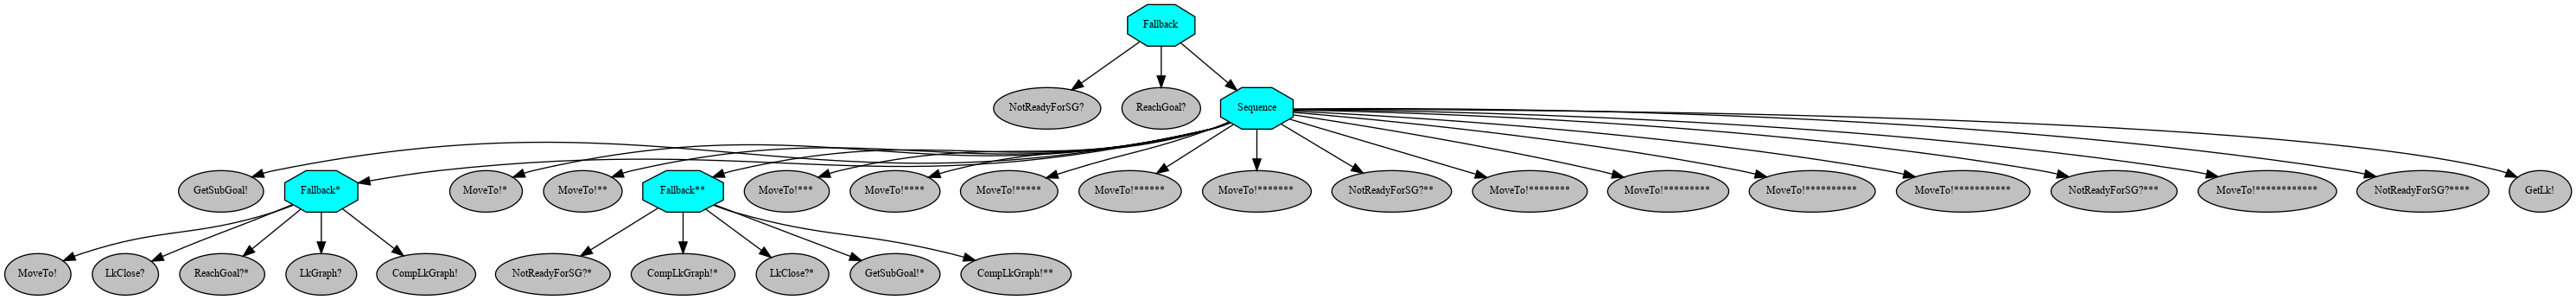 Fallback
NotReadyForSG?
ReachGoal?
Sequence
GetSubGoal!
Fallback*
MoveTo!*
MoveTo!**
Fallback**
MoveTo!***
MoveTo!****
MoveTo!*****
MoveTo!******
MoveTo!*******
NotReadyForSG?**
MoveTo!********
MoveTo!*********
MoveTo!**********
MoveTo!***********
NotReadyForSG?***
MoveTo!************
NotReadyForSG?****
GetLk!
MoveTo!
LkClose?
ReachGoal?*
LkGraph?
CompLkGraph!
NotReadyForSG?*
CompLkGraph!*
LkClose?*
GetSubGoal!*
CompLkGraph!**